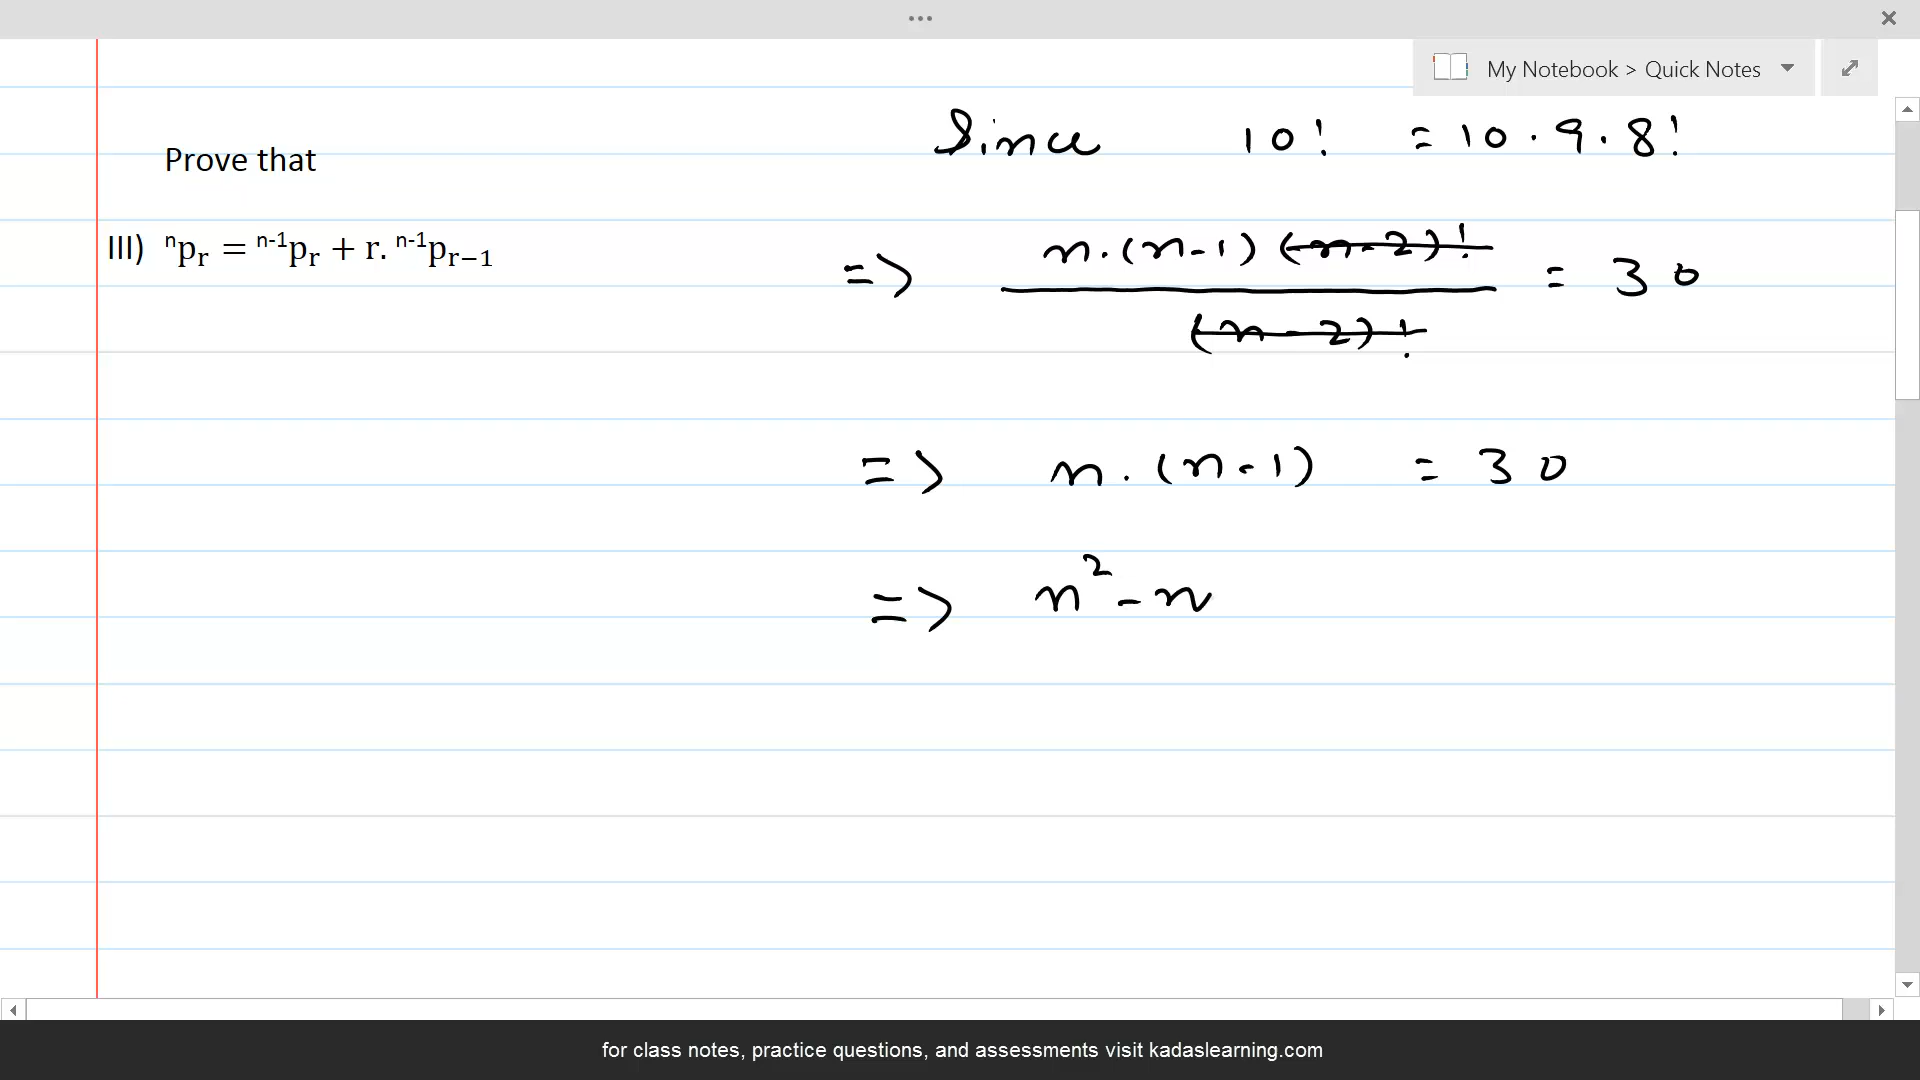 ...
My Notebook > Quick Notes
Since 10! = 10.9.8!
Prove that
III) ⁿpᵣ = ⁿ⁻¹pᵣ + r. ⁿ⁻¹pᵣ₋₁
=> n.(n-1)(n-2)! / (n-2)! = 30
=> n.(n-1) = 30
=> n² - n
for class notes, practice questions, and assessments visit kadaslearning.com